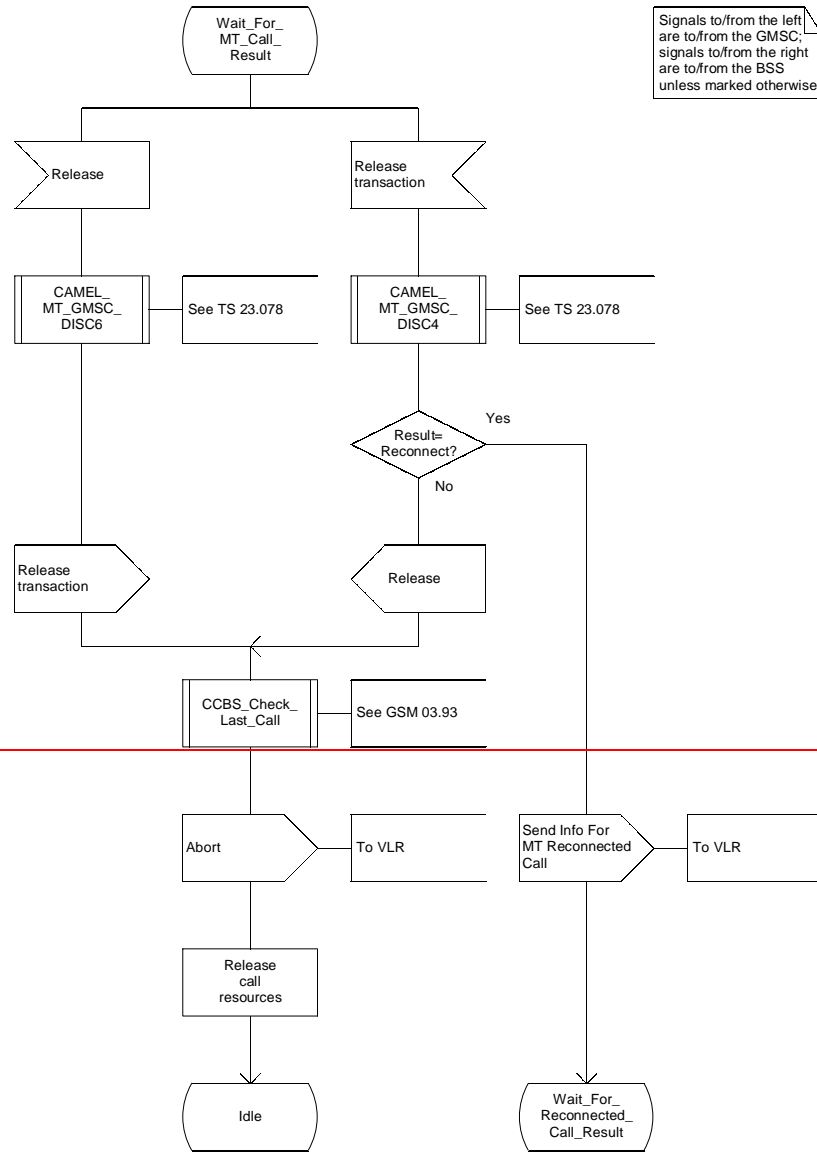 Wait_For_
MT_Call_
Result
Signals to/from the left
are to/from the GMSC;
signals to/from the right
are to/from the BSS
unless marked otherwise
Release
Release
transaction
CAMEL_
MT_GMSC_
DISC6
See TS 23.078
CAMEL_
MT_GMSC_
DISC4
See TS 23.078
Yes
Result=
Reconnect?
No
Release
transaction
Release
CCBS_Check_
Last_Call
See GSM 03.93
Abort
To VLR
Send Info For
MT Reconnected
Call
To VLR
Release
call
resources
Idle
Wait_For_
Reconnected_
Call_Result